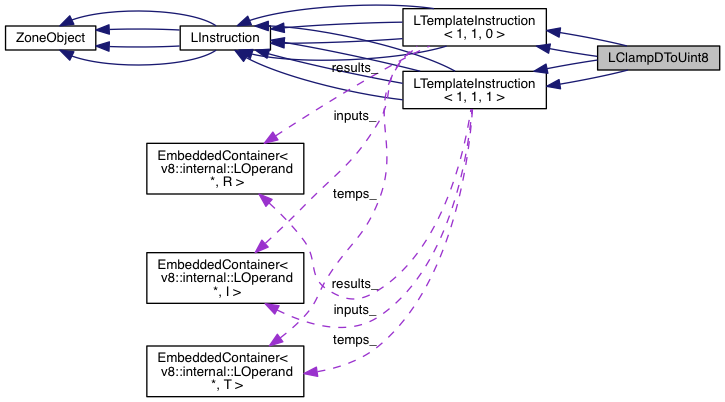 ZoneObject
LInstruction
LTemplateInstruction
< 1, 1, 0 >
LClampDToUint8
LTemplateInstruction
< 1, 1, 1 >
results_
inputs_
EmbeddedContainer<
v8::internal::LOperand
*, R >
temps_
EmbeddedContainer<
v8::internal::LOperand
*, I >
results_
inputs_
temps_
EmbeddedContainer<
v8::internal::LOperand
*, T >